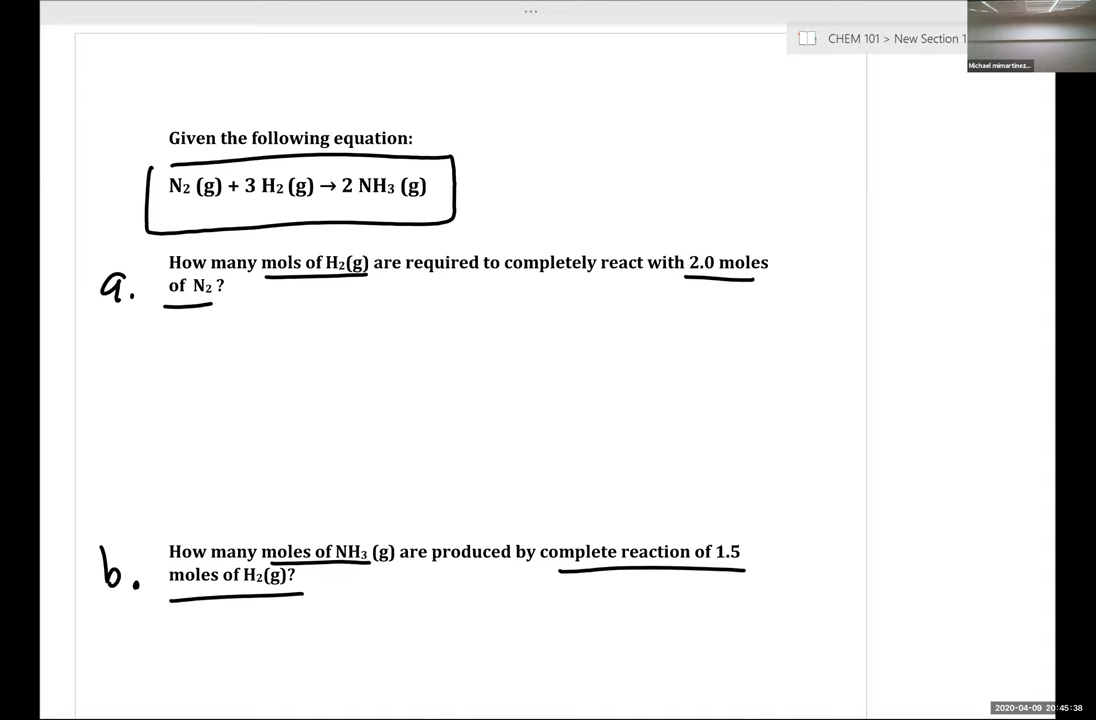 CHEM 101 > New Section 1
Michael mimartinez...
Given the following equation:
N₂ (g) + 3 H₂ (g) → 2 NH₃ (g)
a.
How many mols of H₂(g) are required to completely react with 2.0 moles
of N₂ ?
b.
How many moles of NH₃ (g) are produced by complete reaction of 1.5
moles of H₂(g)?
2020-04-09 20:45:38